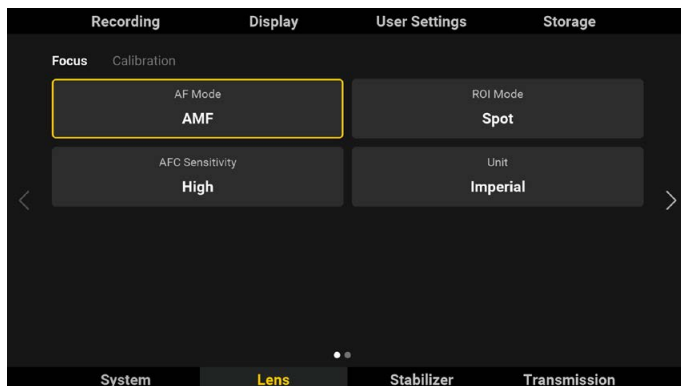 Recording Display User Settings Storage
Focus Calibration
AF Mode ROI Mode
AMF Spot
AFC Sensitivity Unit
High Imperial
System Lens Stabilizer Transmission